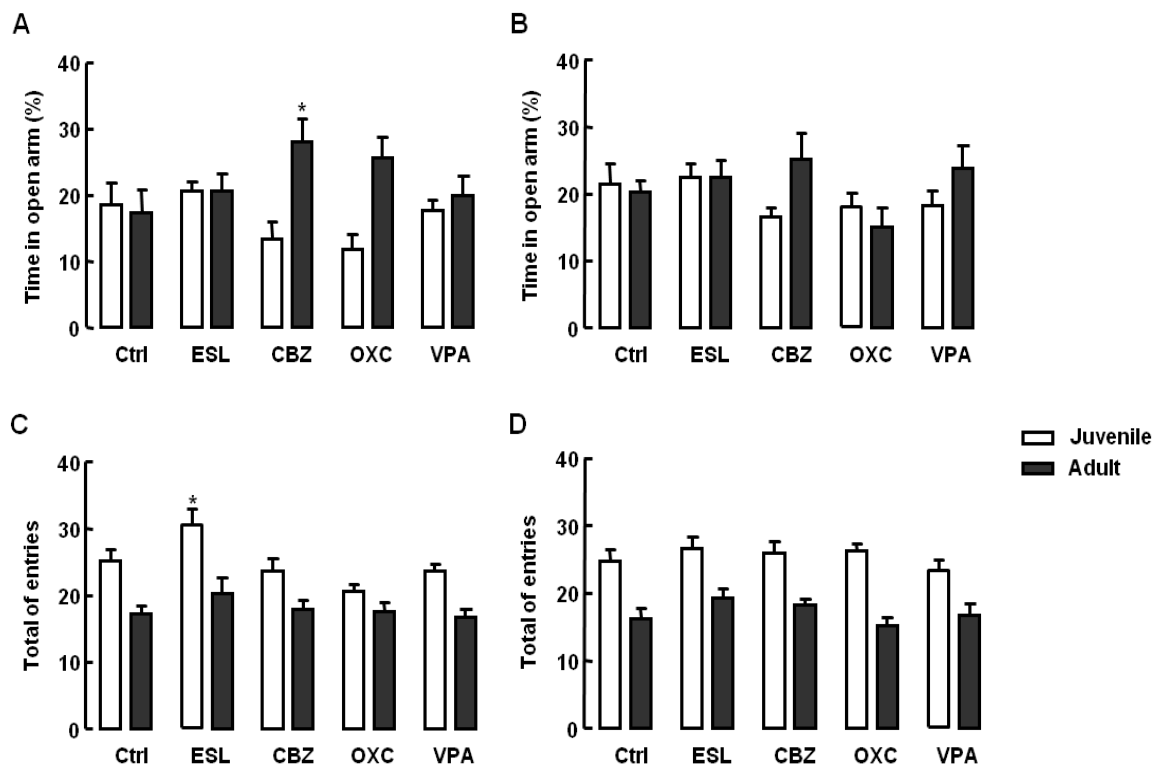 A
Time in open arm (%)
40
30
20
10
0
*
Ctrl ESL CBZ OXC VPA
B
Time in open arm (%)
40
30
20
10
0
Ctrl ESL CBZ OXC VPA
C
Total of entries
40
30
20
10
0
*
Ctrl ESL CBZ OXC VPA
D
Total of entries
40
30
20
10
0
Ctrl ESL CBZ OXC VPA
Juvenile
Adult